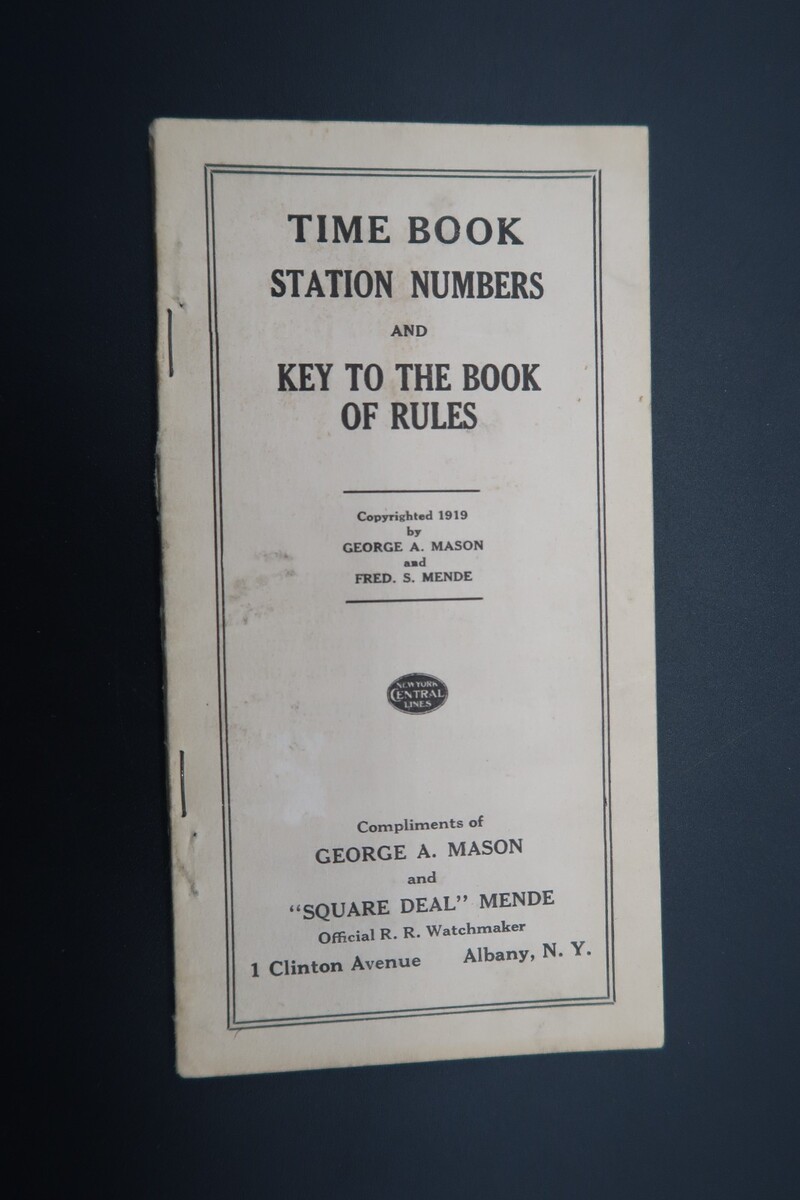 TIME BOOK
STATION NUMBERS
AND
KEY TO THE BOOK
OF RULES
Copyrighted 1919
by
GEORGE A. MASON
and
FRED. S. MENDE
NEW YORK
CENTRAL
LINES
Compliments of
GEORGE A. MASON
and
“SQUARE DEAL” MENDE
Official R. R. Watchmaker
1 Clinton Avenue Albany, N. Y.